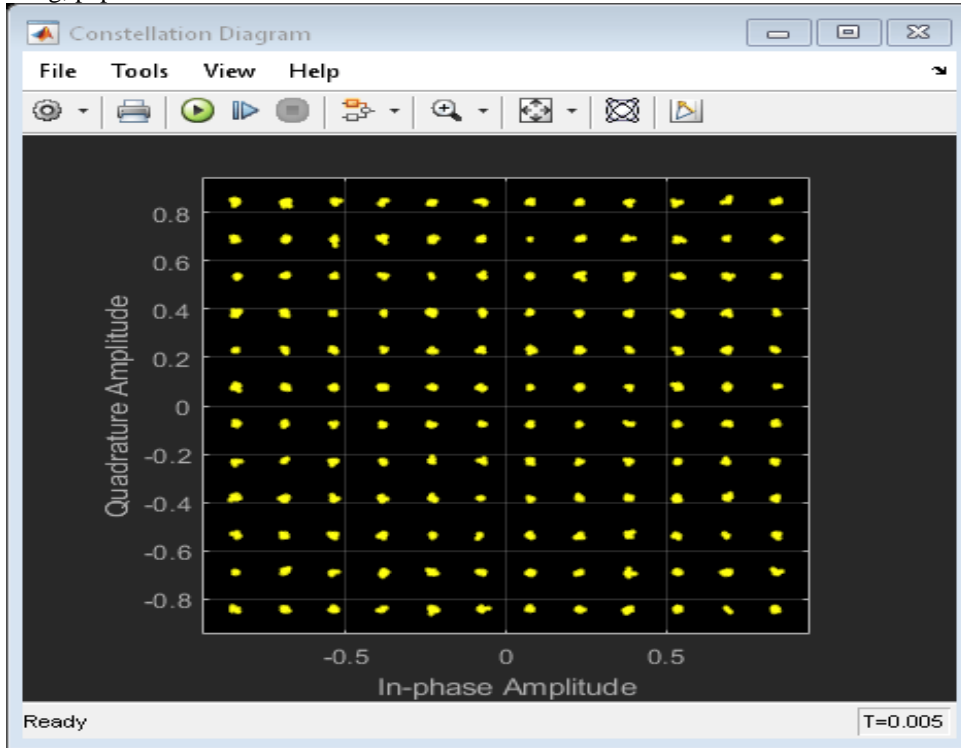 Constellation Diagram
File Tools View Help
0.8
0.6
0.4
0.2
0
-0.2
-0.4
-0.6
-0.8
Quadrature Amplitude
-0.5 0 0.5
In-phase Amplitude
Ready T=0.005